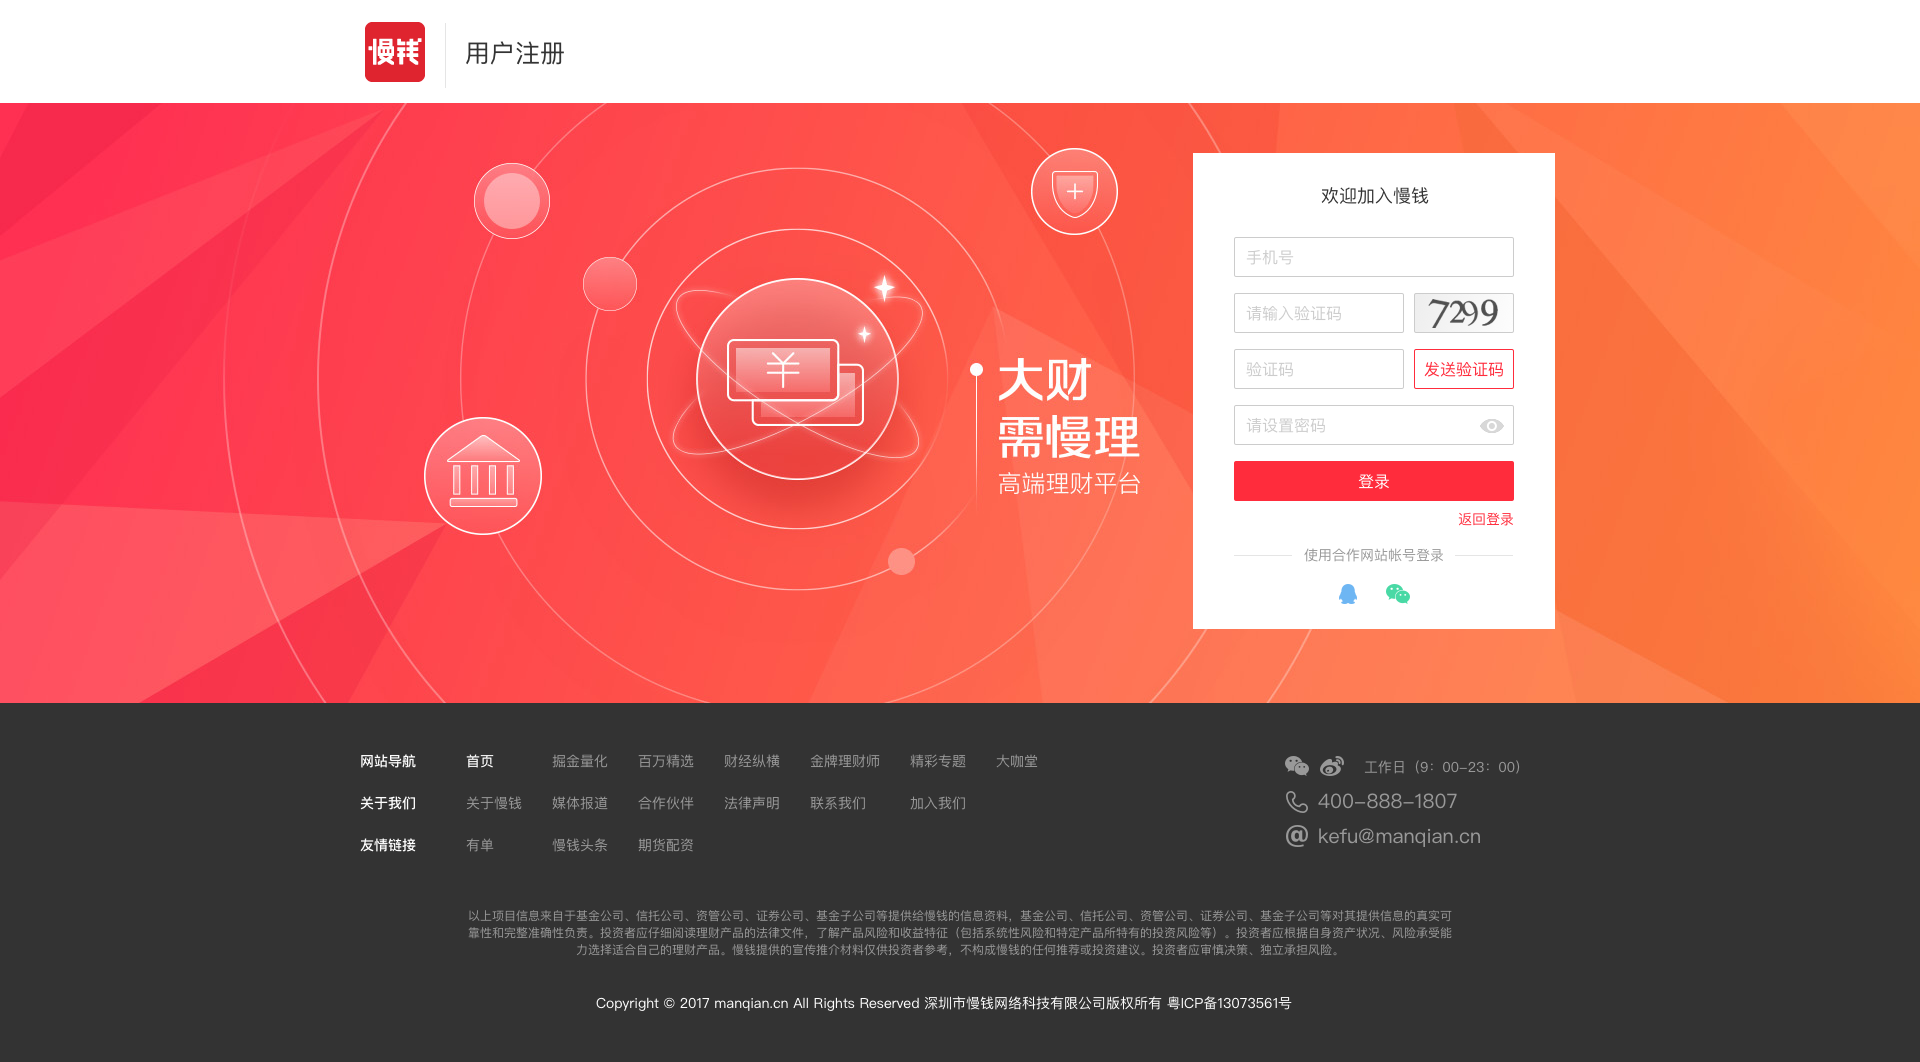 慢钱
用户注册
欢迎加入慢钱
手机号
请输入验证码
7299
验证码
发送验证码
请设置密码
登录
返回登录
使用合作网站帐号登录
大财
需慢理
高端理财平台
网站导航 首页 掘金量化 百万精选 财经纵横 金牌理财师 精彩专题 大咖堂
关于我们 关于慢钱 媒体报道 合作伙伴 法律声明 联系我们 加入我们
友情链接 有单 慢钱头条 期货配资
工作日（9：00-23：00）
400-888-1807
kefu@manqian.cn
以上项目信息来自于基金公司、信托公司、资管公司、证券公司、基金子公司等提供给慢钱的信息资料，基金公司、信托公司、资管公司、证券公司、基金子公司等对其提供信息的真实可
靠性和完整准确性负责。投资者应仔细阅读理财产品的法律文件，了解产品风险和收益特征（包括系统性风险和特定产品所特有的投资风险等）。投资者应根据自身资产状况、风险承受能
力选择适合自己的理财产品。慢钱提供的宣传推介材料仅供投资者参考，不构成慢钱的任何推荐或投资建议。投资者应审慎决策、独立承担风险。
Copyright © 2017 manqian.cn All Rights Reserved 深圳市慢钱网络科技有限公司版权所有 粤ICP备13073561号